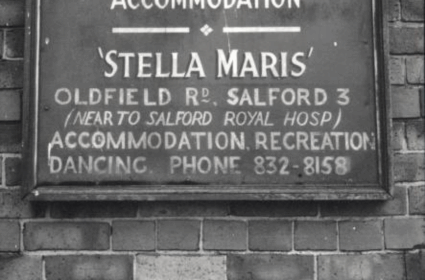 ACCOMMODATION
'STELLA MARIS'
OLDFIELD RD. SALFORD 3
(NEAR TO SALFORD ROYAL HOSP)
ACCOMMODATION. RECREATION
DANCING. PHONE 832-8158